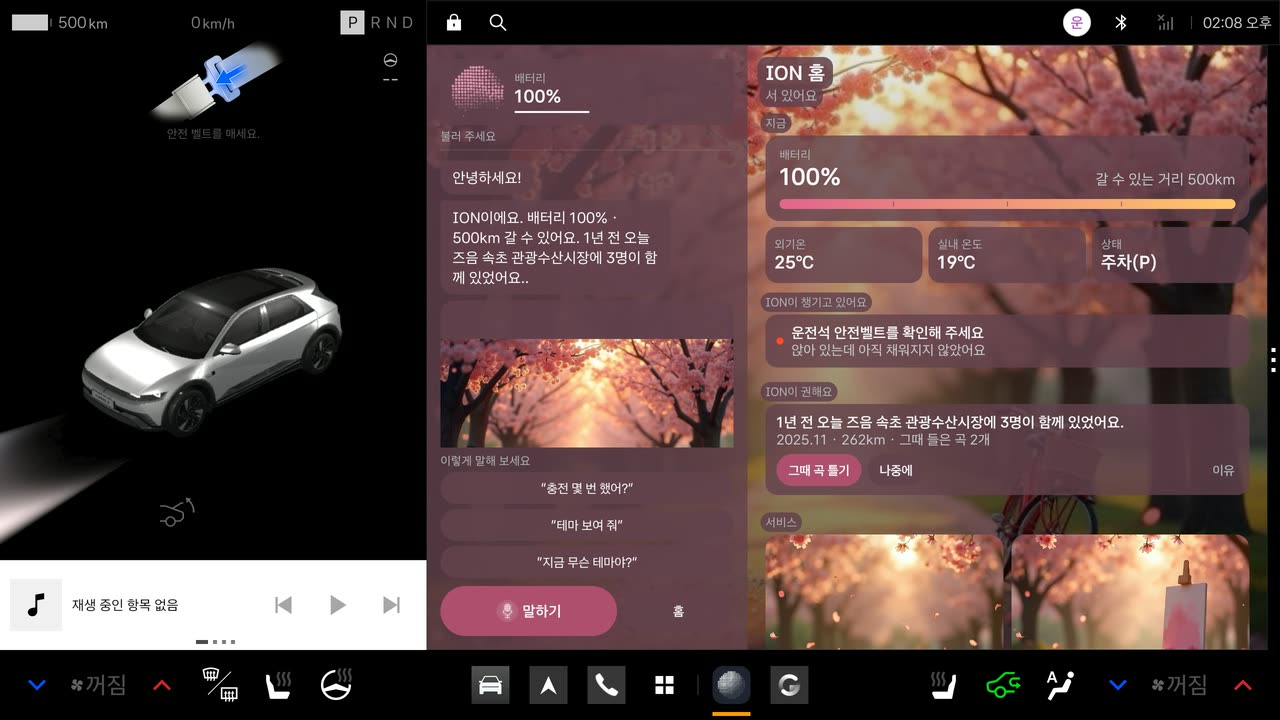 500km
0km/h
P R N D
운
02:08 오후
--
안전 벨트를 매세요.
배터리
100%
불러 주세요
안녕하세요!
ION이에요. 배터리 100% ·
500km 갈 수 있어요. 1년 전 오늘
즈음 속초 관광수산시장에 3명이 함
께 있었어요..
이렇게 말해 보세요
"충전 몇 번 했어?"
"테마 보여 줘"
"지금 무슨 테마야?"
말하기
홈
ION 홈
서 있어요
지금
배터리
100%
갈 수 있는 거리 500km
외기온
25°C
실내 온도
19°C
상태
주차(P)
ION이 챙기고 있어요
운전석 안전벨트를 확인해 주세요
앉아 있는데 아직 채워지지 않았어요
ION이 권해요
1년 전 오늘 즈음 속초 관광수산시장에 3명이 함께 있었어요.
2025.11 · 262km · 그때 들은 곡 2개
그때 곡 틀기
나중에
이유
서비스
재생 중인 항목 없음
꺼짐
G
A
꺼짐